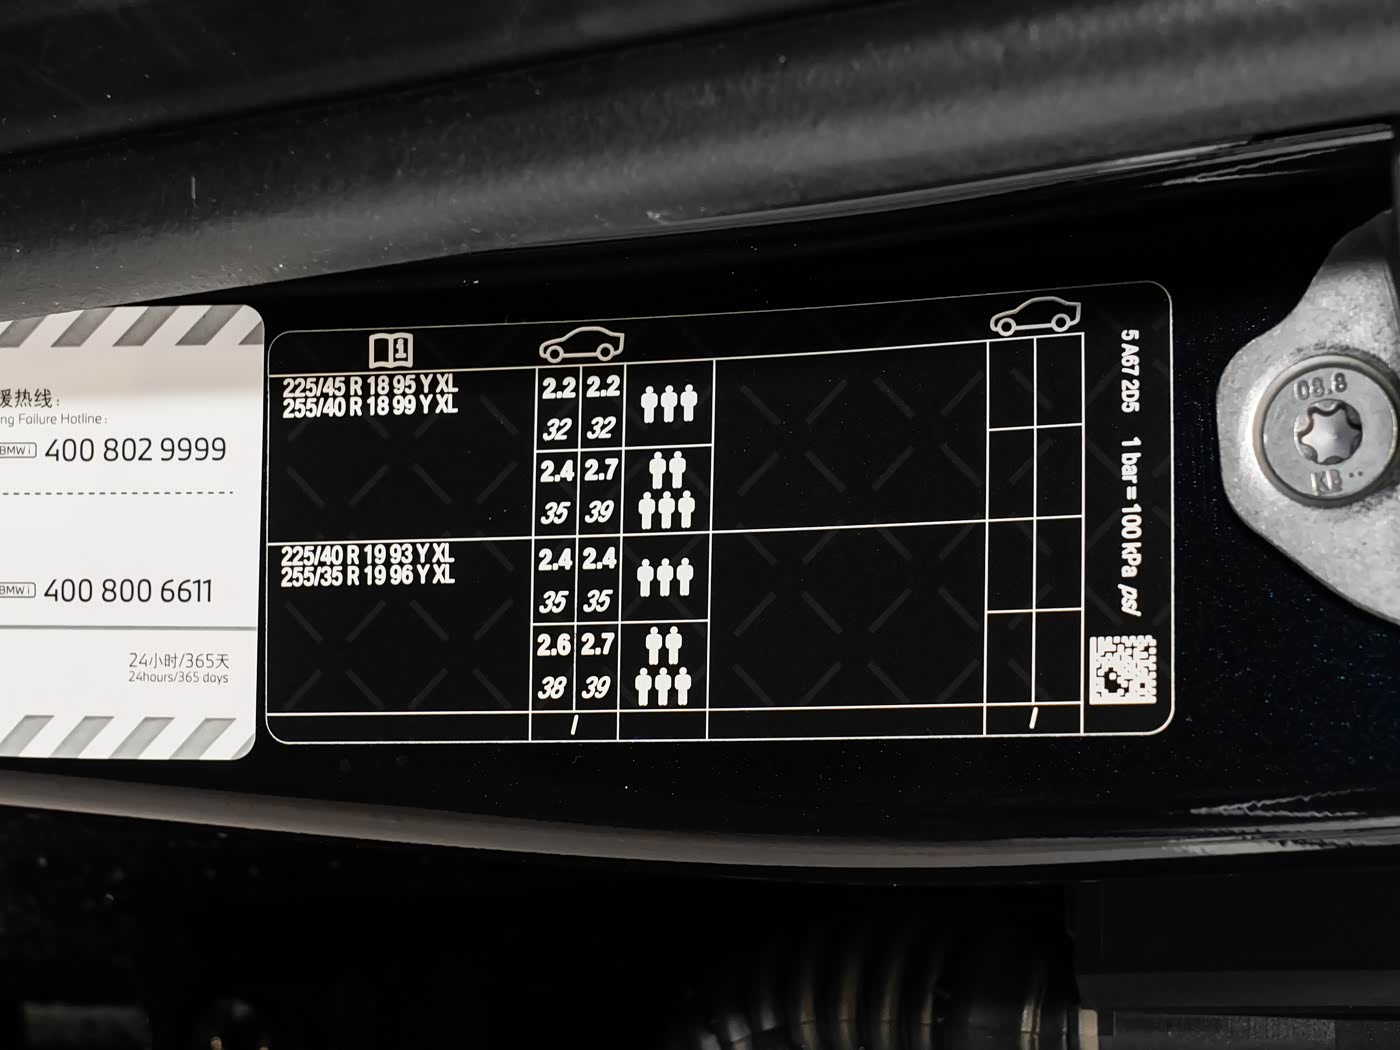 援热线:
ng Failure Hotline:
BMW i 400 802 9999
BMW i 400 800 6611
24小时/365天
24hours/365 days
225/45 R 18 95 Y XL
255/40 R 18 99 Y XL
2.2 2.2
32 32
2.4 2.7
35 39
225/40 R 19 93 Y XL
255/35 R 19 96 Y XL
2.4 2.4
35 35
2.6 2.7
38 39
/
/
5 A67 2D5 1 bar = 100 kPa psi
08.8
KB